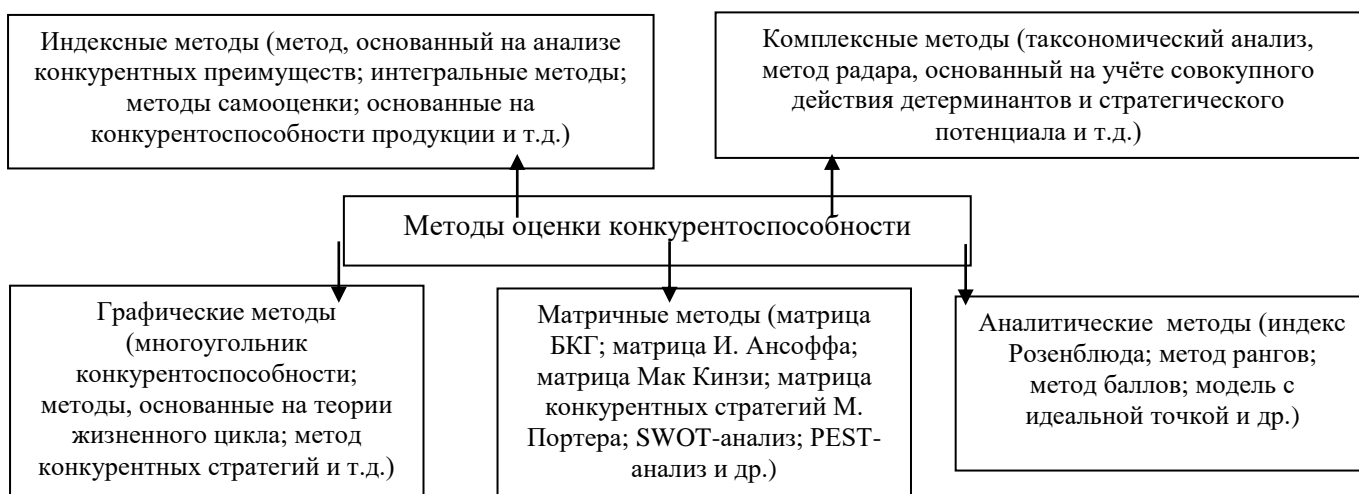 Индексные методы (метод, основанный на анализе
конкурентных преимуществ; интегральные методы;
методы самооценки; основанные на
конкурентоспособности продукции и т.д.)
Комплексные методы (таксономический анализ,
метод радара, основанный на учёте совокупного
действия детерминантов и стратегического
потенциала и т.д.)
Методы оценки конкурентоспособности
Графические методы
(многоугольник
конкурентоспособности;
методы, основанные на теории
жизненного цикла; метод
конкурентных стратегий и т.д.)
Матричные методы (матрица
БКГ; матрица И. Ансоффа;
матрица Мак Кинзи; матрица
конкурентных стратегий М.
Портера; SWOT-анализ; PEST-
анализ и др.)
Аналитические методы (индекс
Розенблюда; метод рангов;
метод баллов; модель с
идеальной точкой и др.)